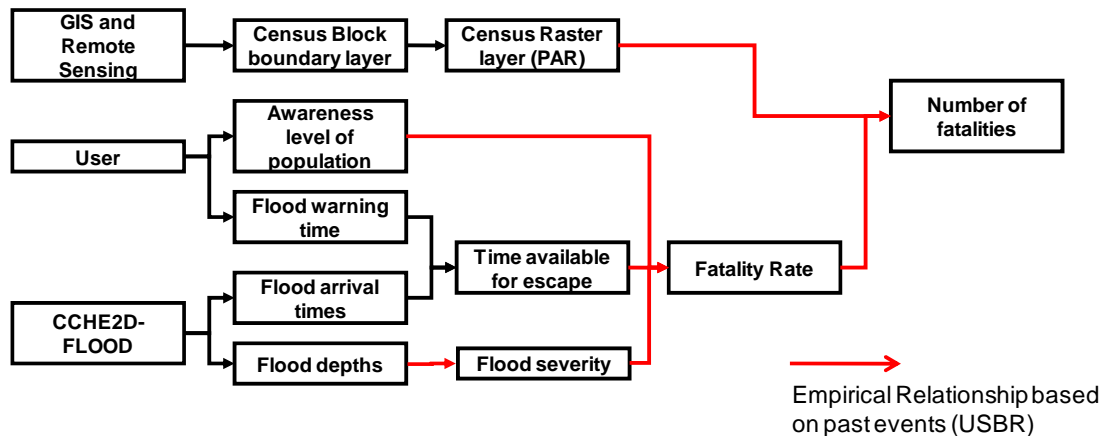 GIS and
Remote
Sensing
Census Block
boundary layer
Census Raster
layer (PAR)
Number of
fatalities
User
Awareness
level of
population
Flood warning
time
Time available
for escape
Fatality Rate
CCHE2D-
FLOOD
Flood arrival
times
Flood depths
Flood severity
Empirical Relationship based
on past events (USBR)